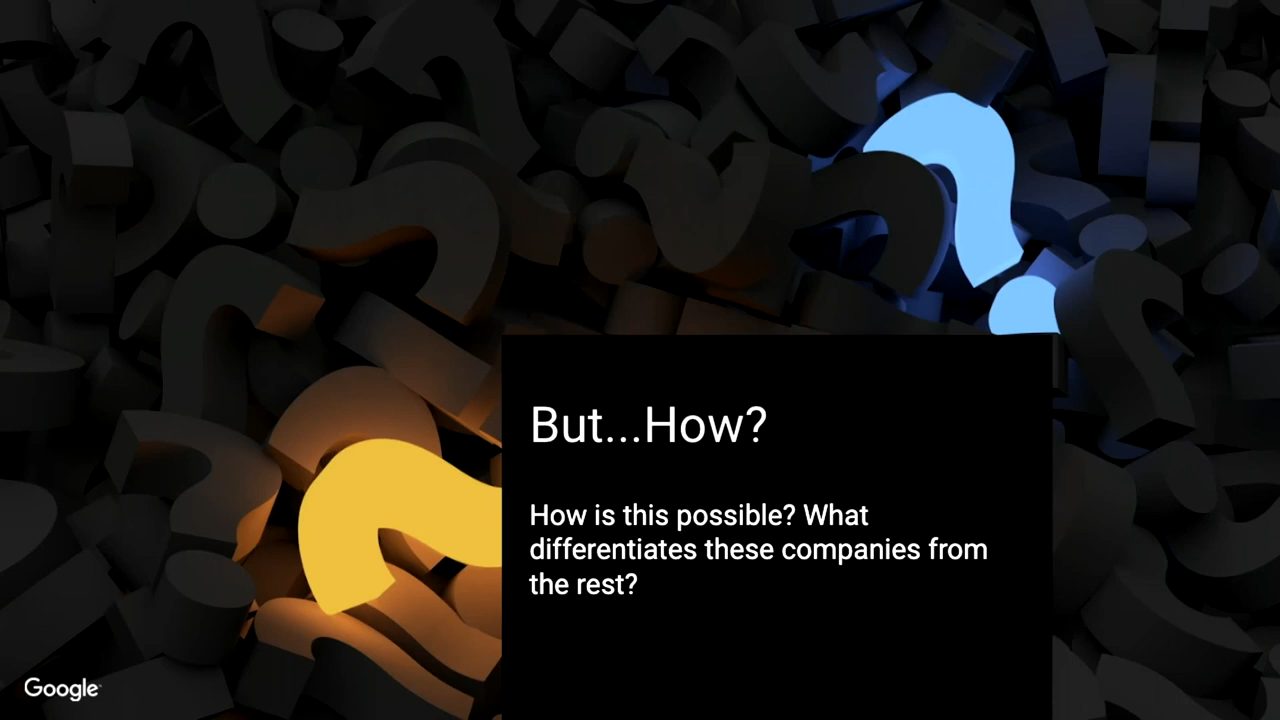 But...How?
How is this possible? What
differentiates these companies from
the rest?
Google